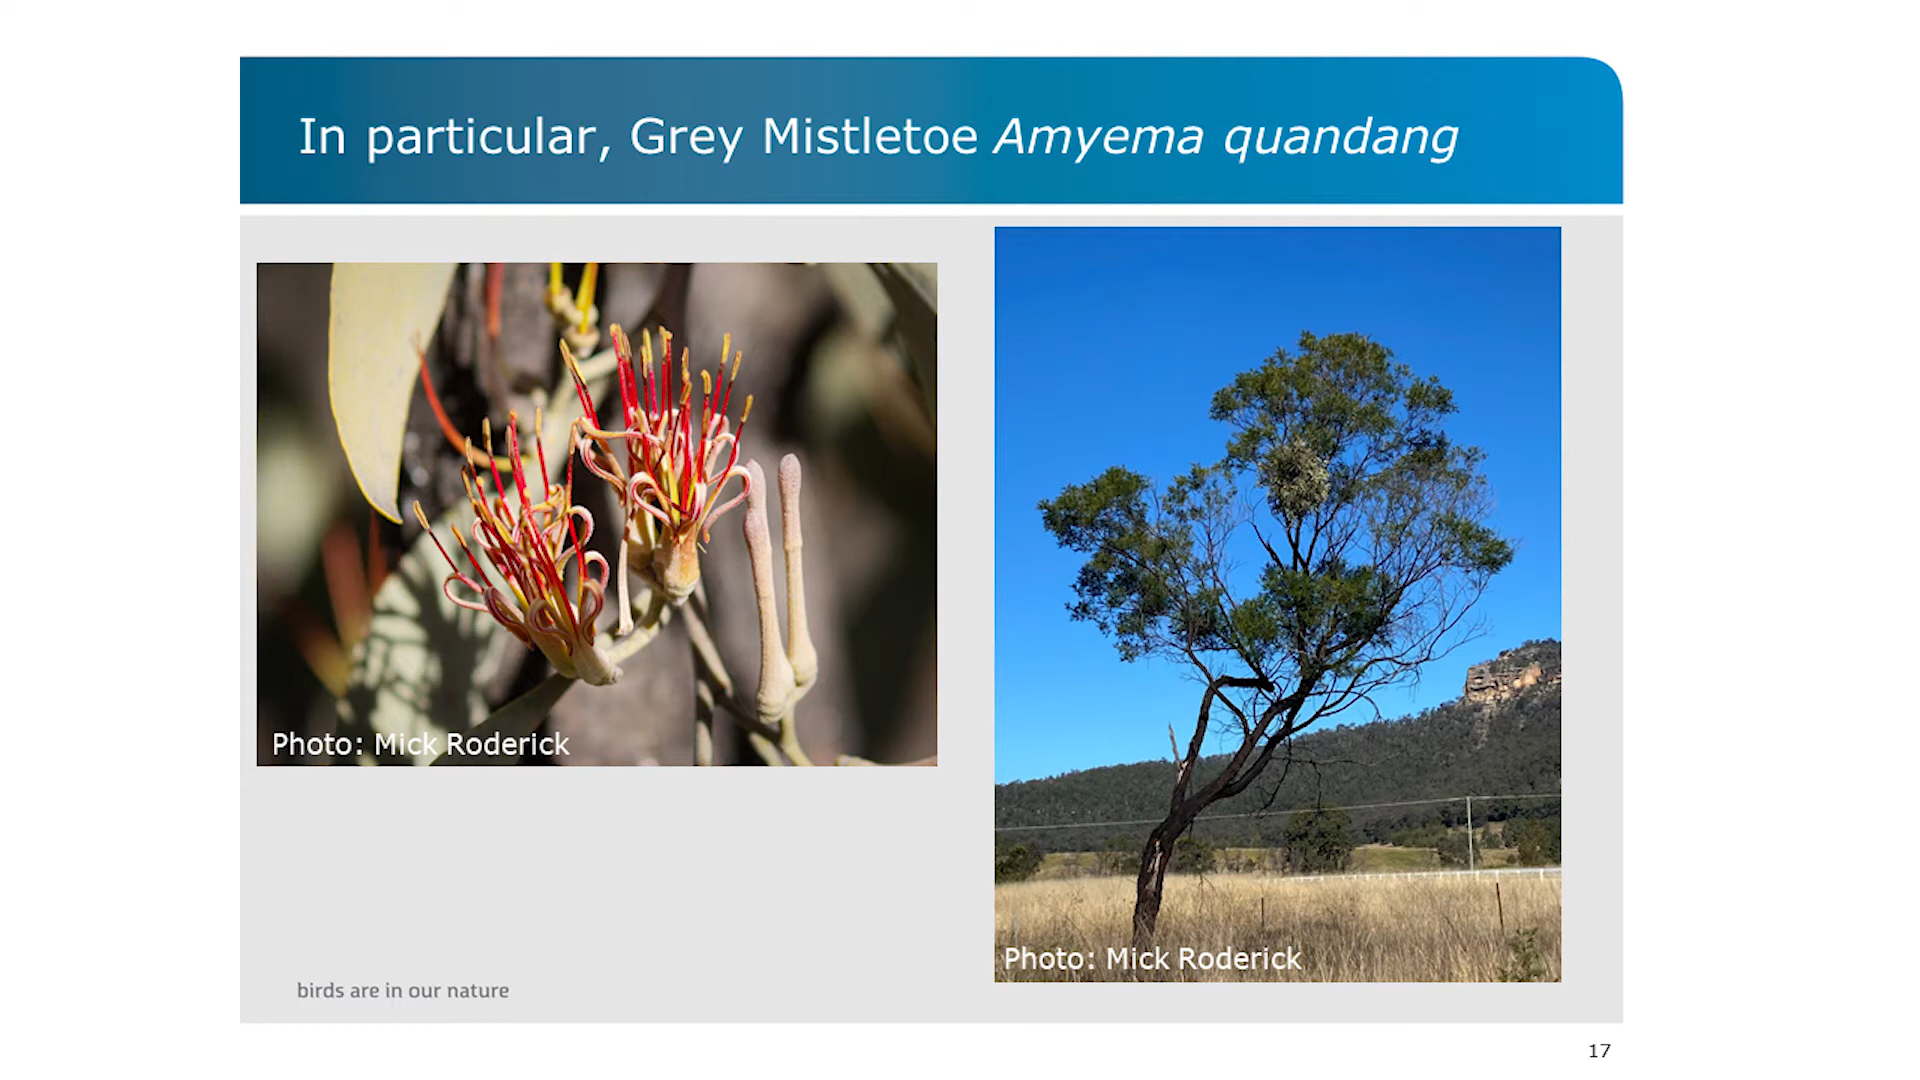 In particular, Grey Mistletoe Amyema quandang
Photo: Mick Roderick
Photo: Mick Roderick
birds are in our nature
17